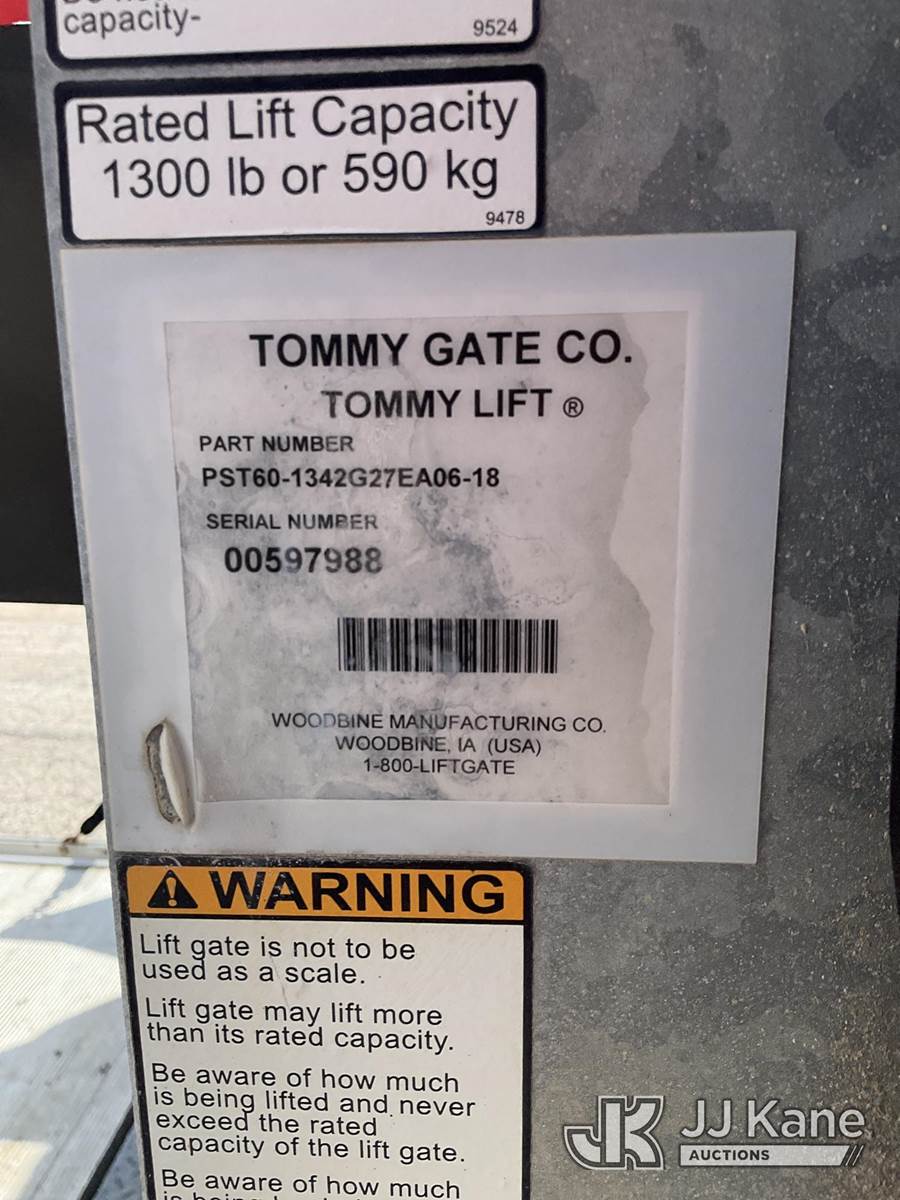 capacity-
9524
Rated Lift Capacity
1300 lb or 590 kg
9478
TOMMY GATE CO.
TOMMY LIFT ®
PART NUMBER
PST60-1342G27EA06-18
SERIAL NUMBER
00597988
WOODBINE MANUFACTURING CO.
WOODBINE, IA (USA)
1-800-LIFTGATE
WARNING
Lift gate is not to be
used as a scale.
Lift gate may lift more
than its rated capacity.
Be aware of how much
is being lifted and never
exceed the rated
capacity of the lift gate.
Be aware of how much
JK JJ Kane
AUCTIONS